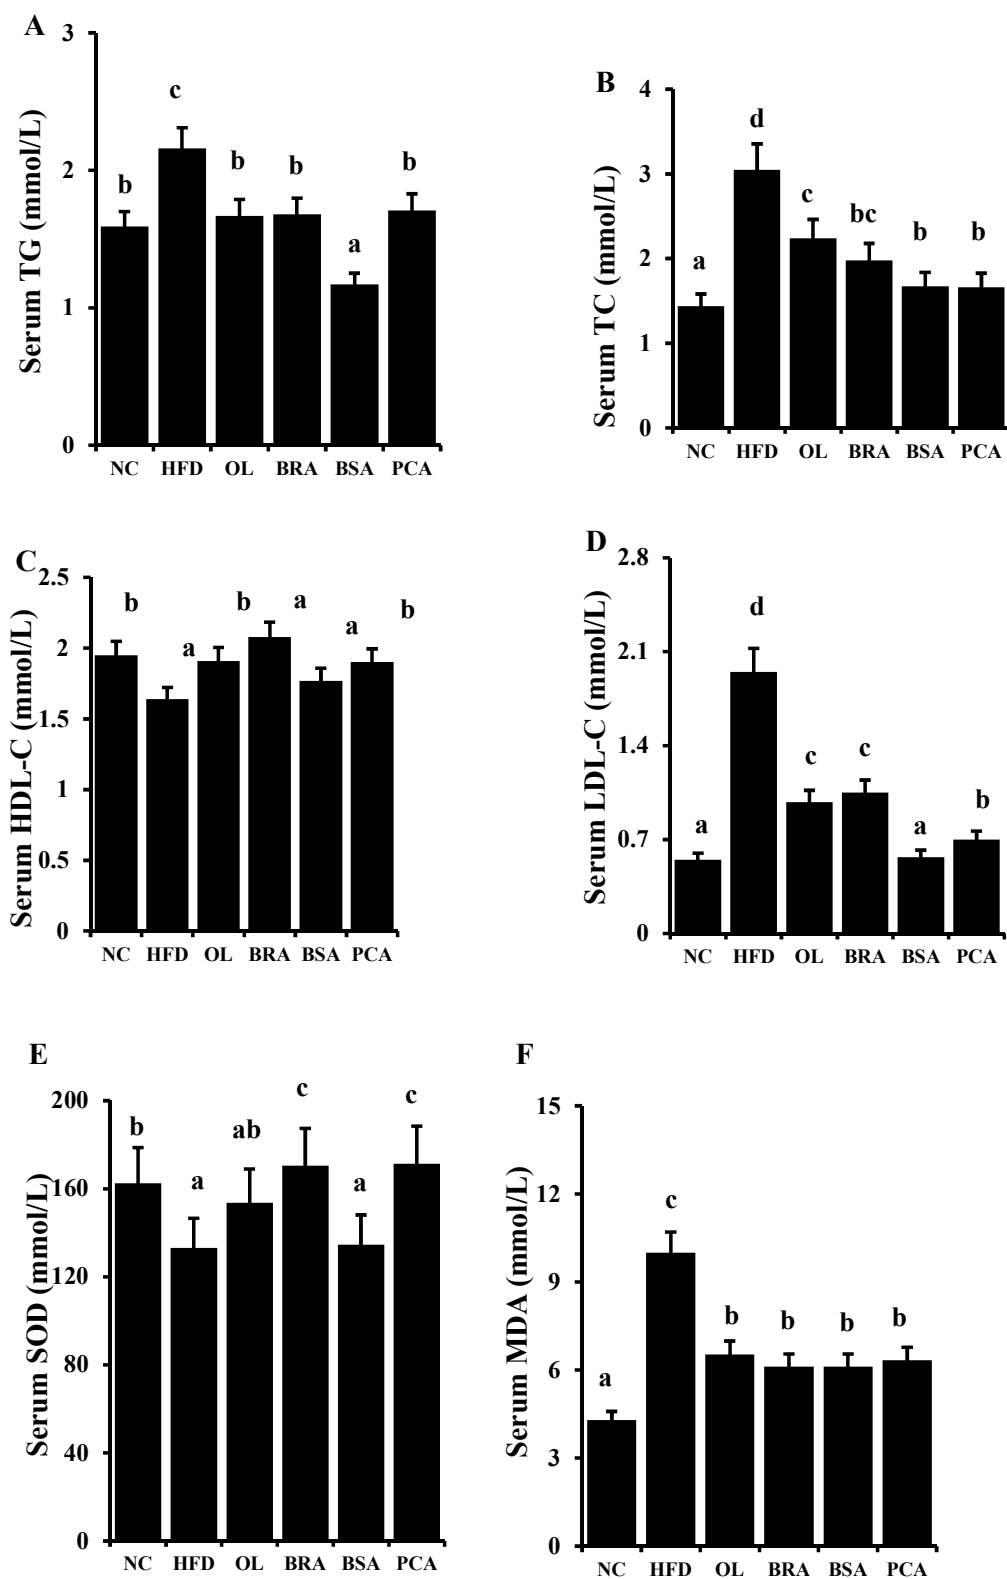 A
3
2
1
0
Serum TG (mmol/L)
b
c
b
b
a
b
NC HFD OL BRA BSA PCA
B
4
3
2
1
0
Serum TC (mmol/L)
a
d
c
bc
b
b
NC HFD OL BRA BSA PCA
C
2.5
2
1.5
1
0.5
0
Serum HDL-C (mmol/L)
b
a
b
a
a
b
NC HFD OL BRA BSA PCA
D
2.8
2.1
1.4
0.7
0
Serum LDL-C (mmol/L)
a
d
c
c
a
b
NC HFD OL BRA BSA PCA
E
200
160
120
80
40
0
Serum SOD (mmol/L)
b
a
ab
c
a
c
NC HFD OL BRA BSA PCA
F
15
12
9
6
3
0
Serum MDA (mmol/L)
a
c
b
b
b
b
NC HFD OL BRA BSA PCA